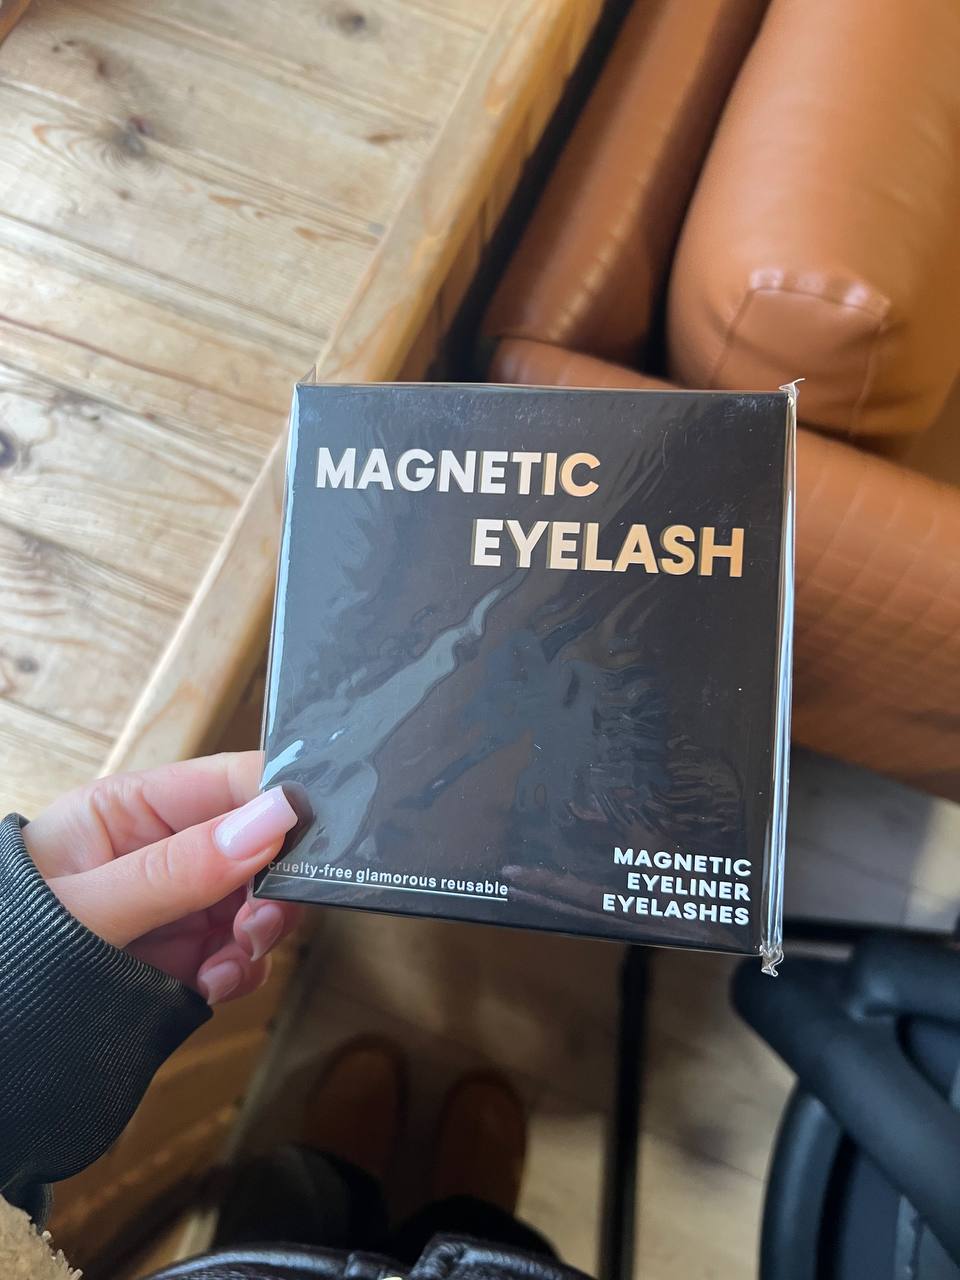 MAGNETIC
EYELASH
cruelty-free glamorous reusable
MAGNETIC
EYELINER
EYELASHES